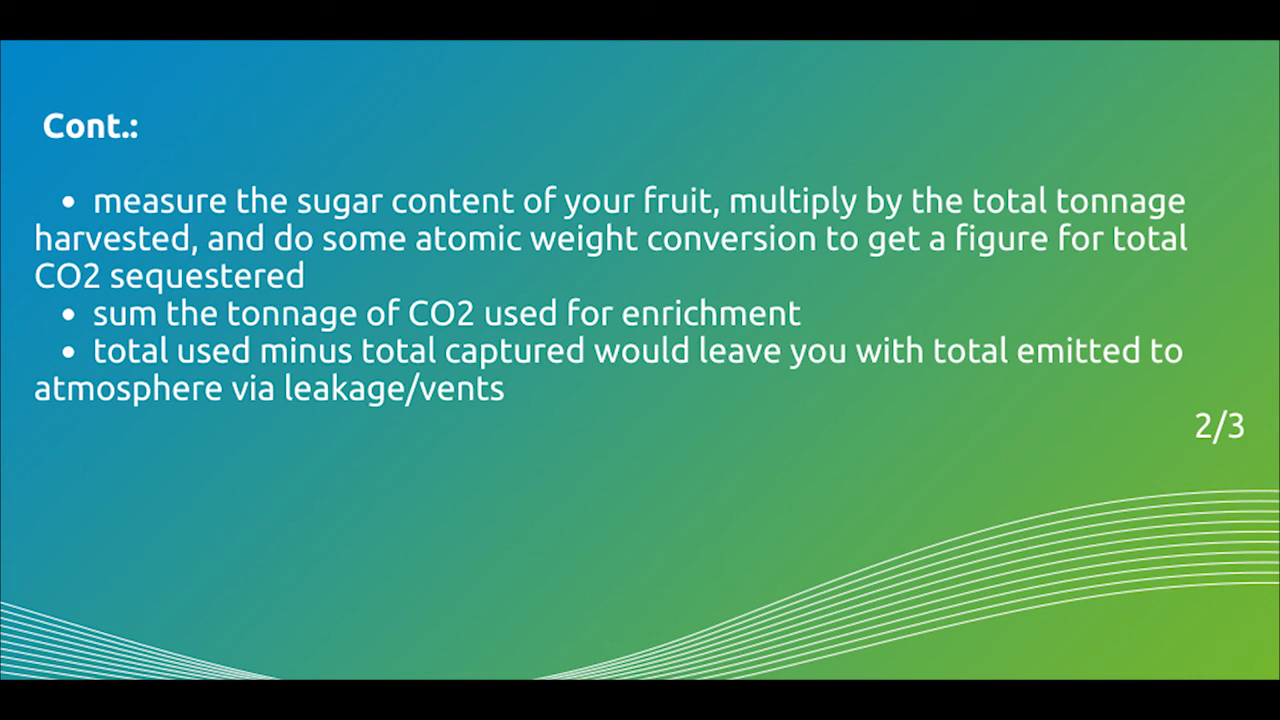 Cont.:
• measure the sugar content of your fruit, multiply by the total tonnage
harvested, and do some atomic weight conversion to get a figure for total
CO2 sequestered
• sum the tonnage of CO2 used for enrichment
• total used minus total captured would leave you with total emitted to
atmosphere via leakage/vents
2/3